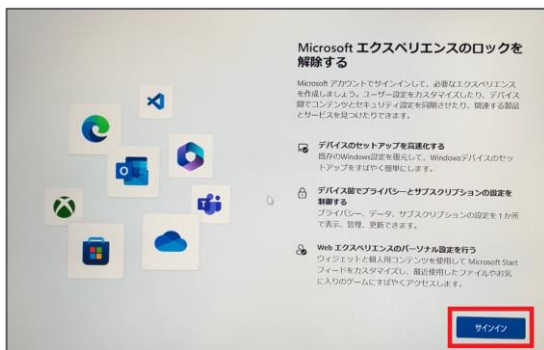 Microsoft エクスペリエンスのロックを
解除する
Microsoft アカウントでサインインして、必要なエクスペリエンス
を作成しましょう。ユーザー設定をカスタマイズしたり、デバイス
間でコンテンツとセキュリティ設定を同期させたり、関連する製品
とサービスを見つけたりできます。
デバイスのセットアップを高速化する
既存のWindows設定を復元して、Windowsデバイスのセッ
トアップをすばやく簡単にします。
デバイス間でプライバシーとサブスクリプションの設定を
制御する
プライバシー、データ、サブスクリプションの設定を1か所
で表示、管理、更新できます。
Web エクスペリエンスのパーソナル設定を行う
ウィジェットと個人用コンテンツを使用して Microsoft Start
フィードをカスタマイズし、最近使用したファイルやお気
に入りのゲームにすばやくアクセスします。
サインイン